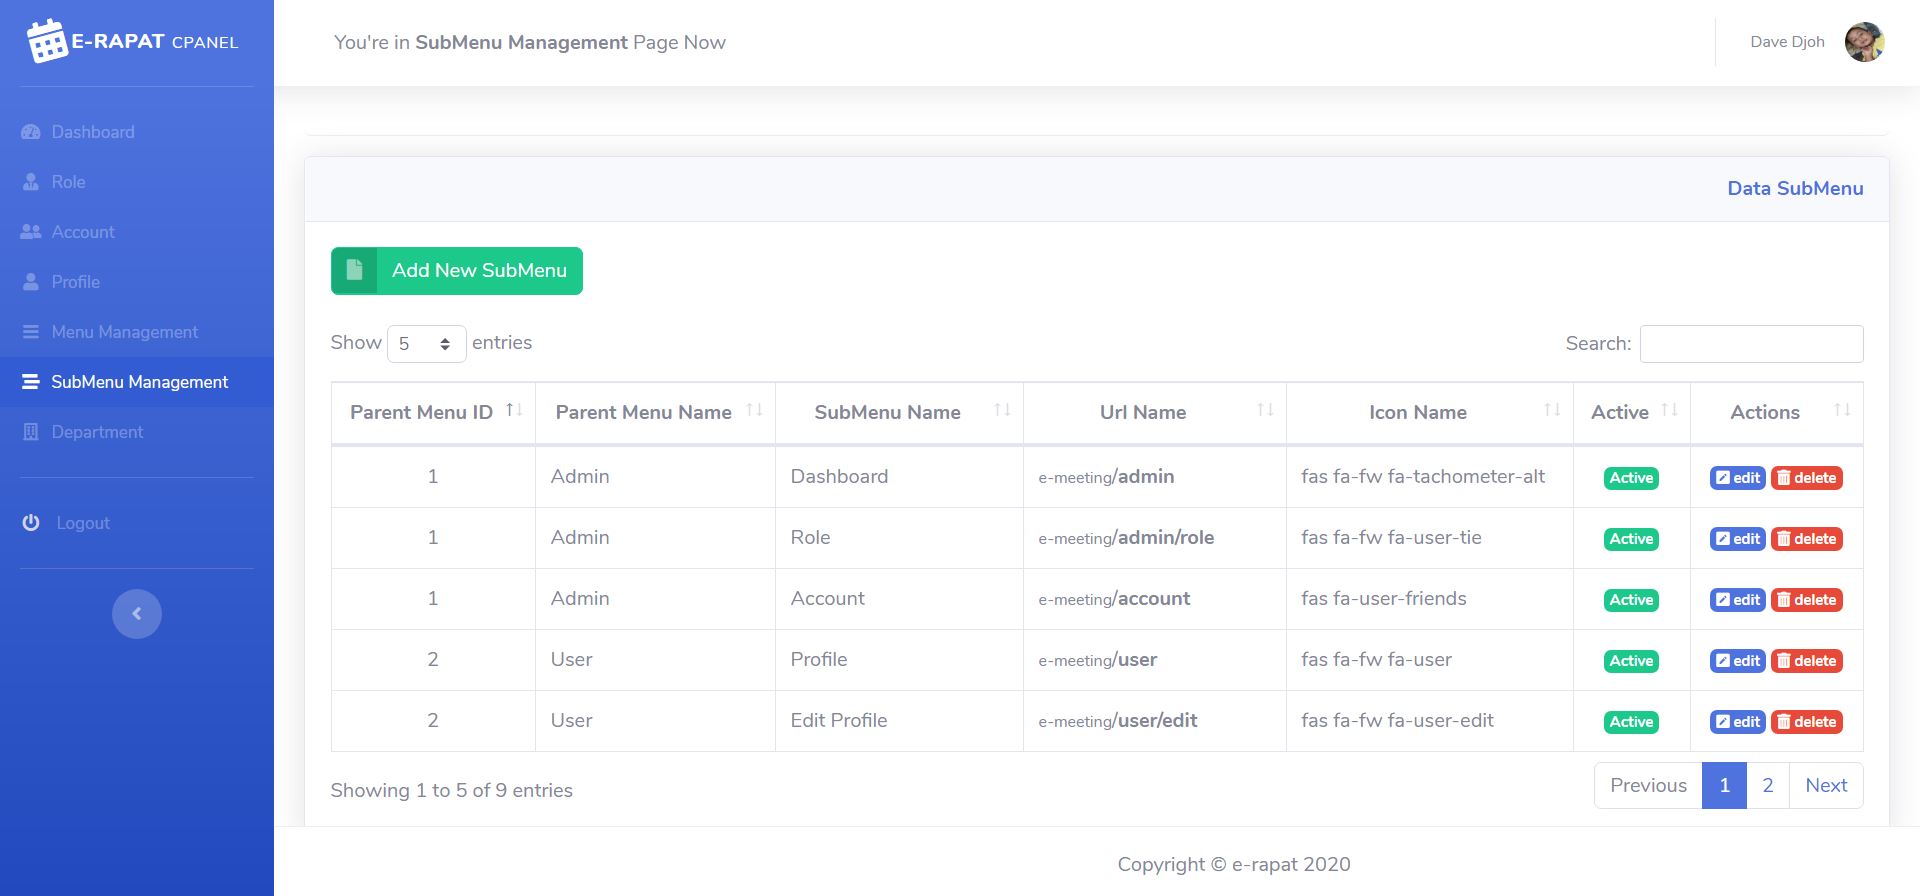 E-RAPAT CPANEL
You're in SubMenu Management Page Now
Dave Djoh
Dashboard
Role
Account
Profile
Menu Management
SubMenu Management
Department
Logout
Data SubMenu
Add New SubMenu
Show 5 entries
Search:
Parent Menu ID Parent Menu Name SubMenu Name Url Name Icon Name Active Actions
1 Admin Dashboard e-meeting/admin fas fa-fw fa-tachometer-alt Active edit delete
1 Admin Role e-meeting/admin/role fas fa-fw fa-user-tie Active edit delete
1 Admin Account e-meeting/account fas fa-user-friends Active edit delete
2 User Profile e-meeting/user fas fa-fw fa-user Active edit delete
2 User Edit Profile e-meeting/user/edit fas fa-fw fa-user-edit Active edit delete
Showing 1 to 5 of 9 entries
Previous 1 2 Next
Copyright © e-rapat 2020